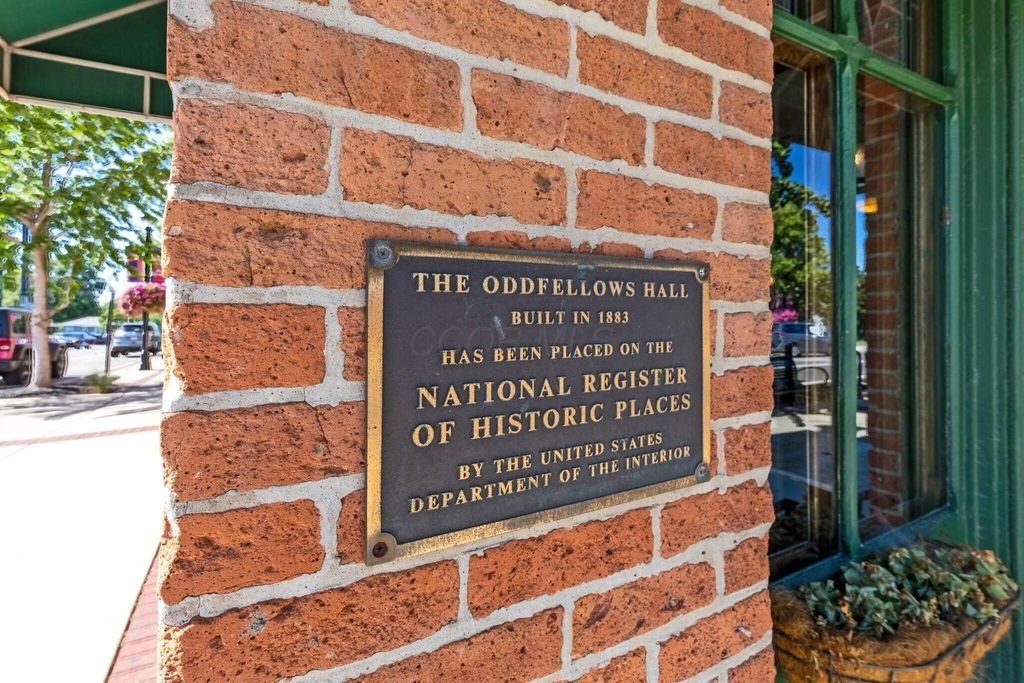 THE ODDFELLOWS HALL
BUILT IN 1883
HAS BEEN PLACED ON THE
NATIONAL REGISTER
OF HISTORIC PLACES
BY THE UNITED STATES
DEPARTMENT OF THE INTERIOR